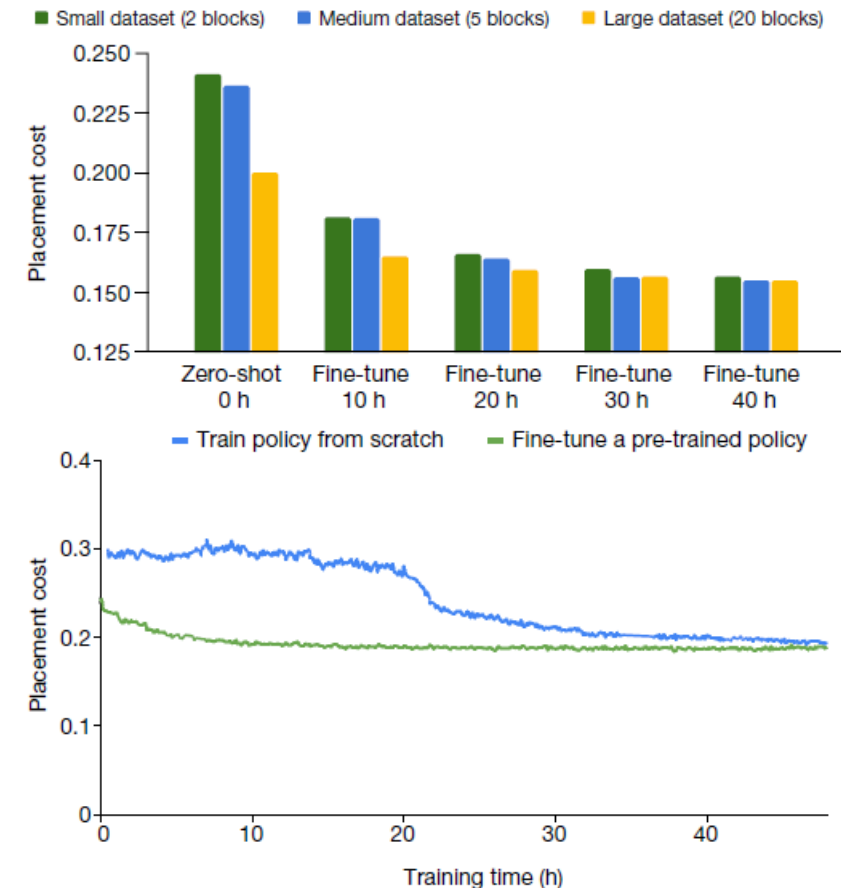 Small dataset (2 blocks) Medium dataset (5 blocks) Large dataset (20 blocks)
0.250
0.225
0.200
0.175
0.150
0.125
Placement cost
Zero-shot Fine-tune Fine-tune Fine-tune Fine-tune
0 h 10 h 20 h 30 h 40 h
Train policy from scratch Fine-tune a pre-trained policy
0.4
0.3
0.2
0.1
0
Placement cost
0 10 20 30 40
Training time (h)